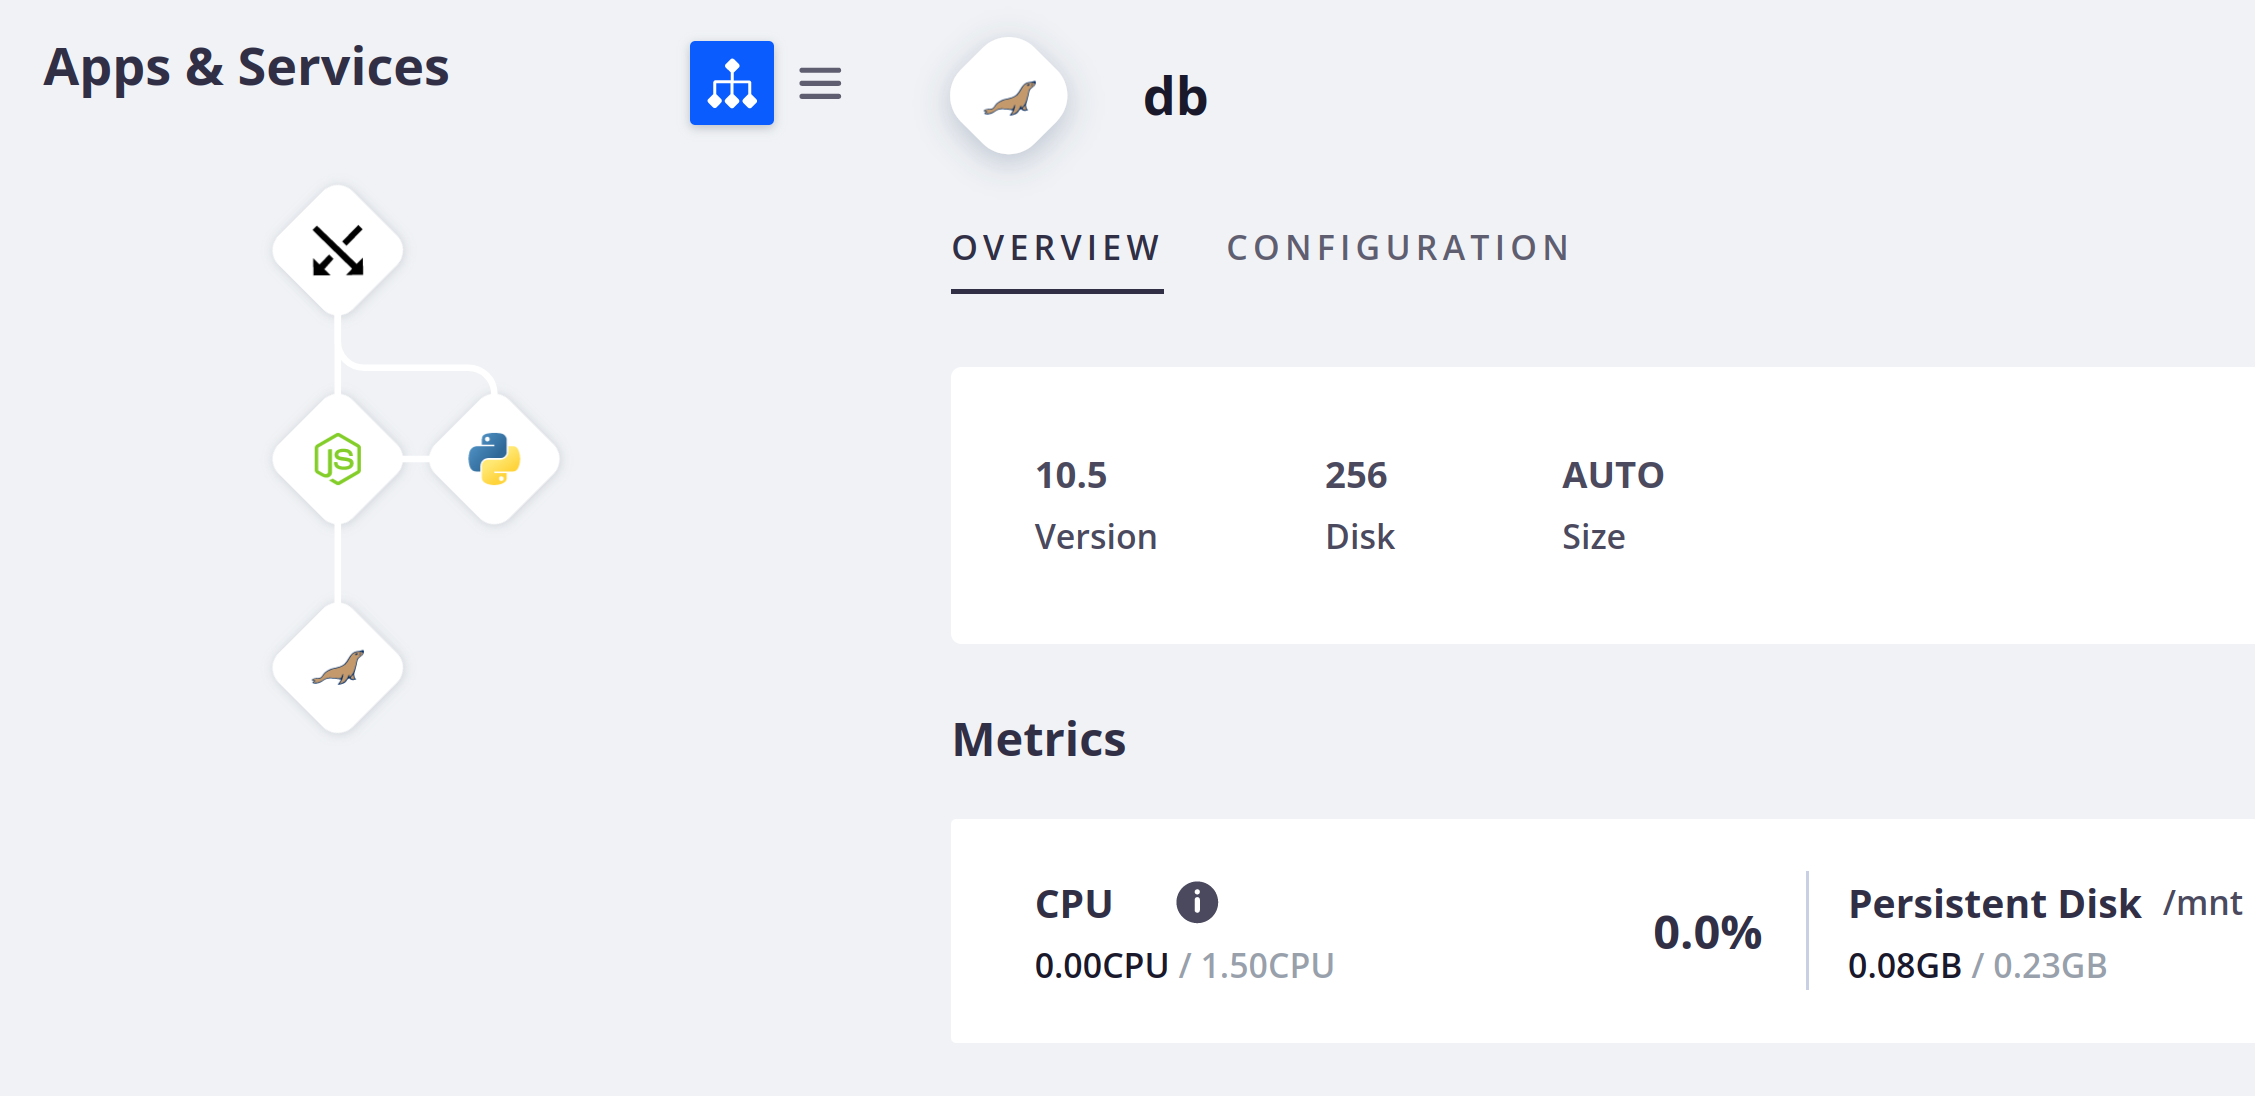 Apps & Services
db
OVERVIEW CONFIGURATION
10.5 256 AUTO
Version Disk Size
Metrics
CPU 0.0% Persistent Disk /mnt
0.00CPU / 1.50CPU 0.08GB / 0.23GB
JS